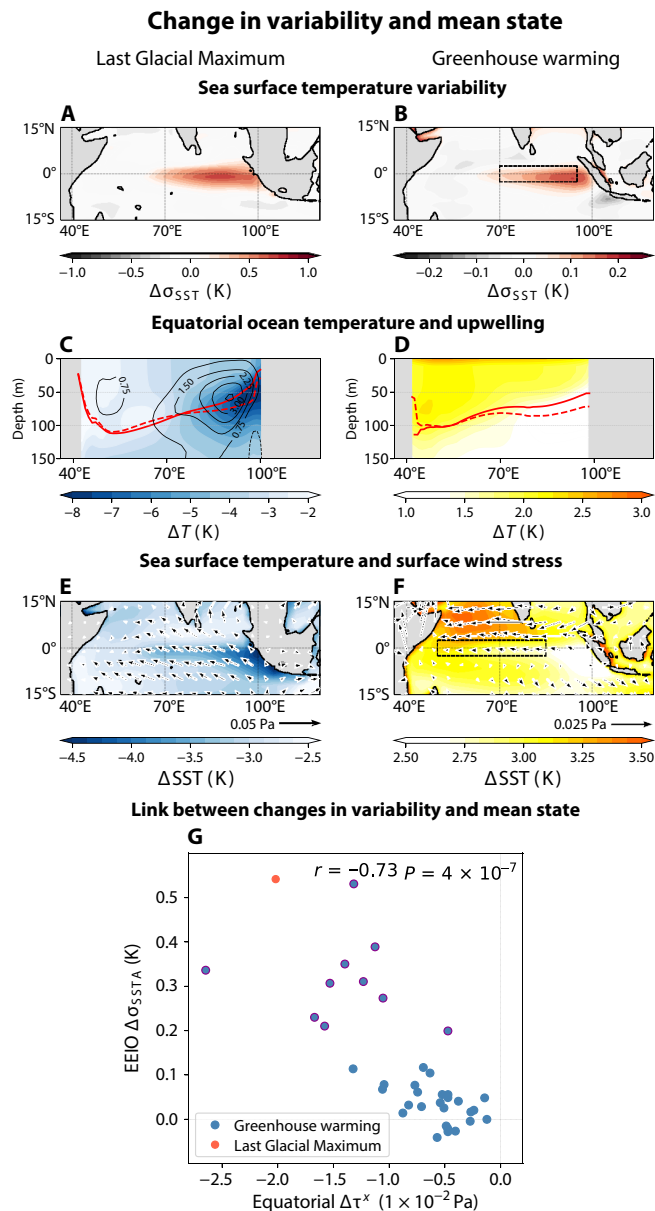 Change in variability and mean state
Last Glacial Maximum Greenhouse warming
Sea surface temperature variability
A B
15°N 15°N
0° 0°
15°S 15°S
40°E 70°E 100°E 40°E 70°E 100°E
−1.0 −0.5 0.0 0.5 1.0 −0.2 −0.1 0.0 0.1 0.2
Δσ_SST (K) Δσ_SST (K)
Equatorial ocean temperature and upwelling
C D
0 0
50 50
100 100
150 150
Depth (m) Depth (m)
0.75 1.50 2.25 3.00 0.75
40°E 70°E 100°E 40°E 70°E 100°E
−8 −7 −6 −5 −4 −3 −2 1.0 1.5 2.0 2.5 3.0
ΔT (K) ΔT (K)
Sea surface temperature and surface wind stress
E F
15°N 15°N
0° 0°
15°S 15°S
40°E 70°E 100°E 40°E 70°E 100°E
0.05 Pa 0.025 Pa
−4.5 −4.0 −3.5 −3.0 −2.5 2.50 2.75 3.00 3.25 3.50
ΔSST (K) ΔSST (K)
Link between changes in variability and mean state
G
r = −0.73 P = 4 × 10⁻⁷
0.5
0.4
0.3
0.2
0.1
0.0
EEIO Δσ_SSTA (K)
Greenhouse warming
Last Glacial Maximum
−2.5 −2.0 −1.5 −1.0 −0.5 0.0
Equatorial Δτˣ (1 × 10⁻² Pa)